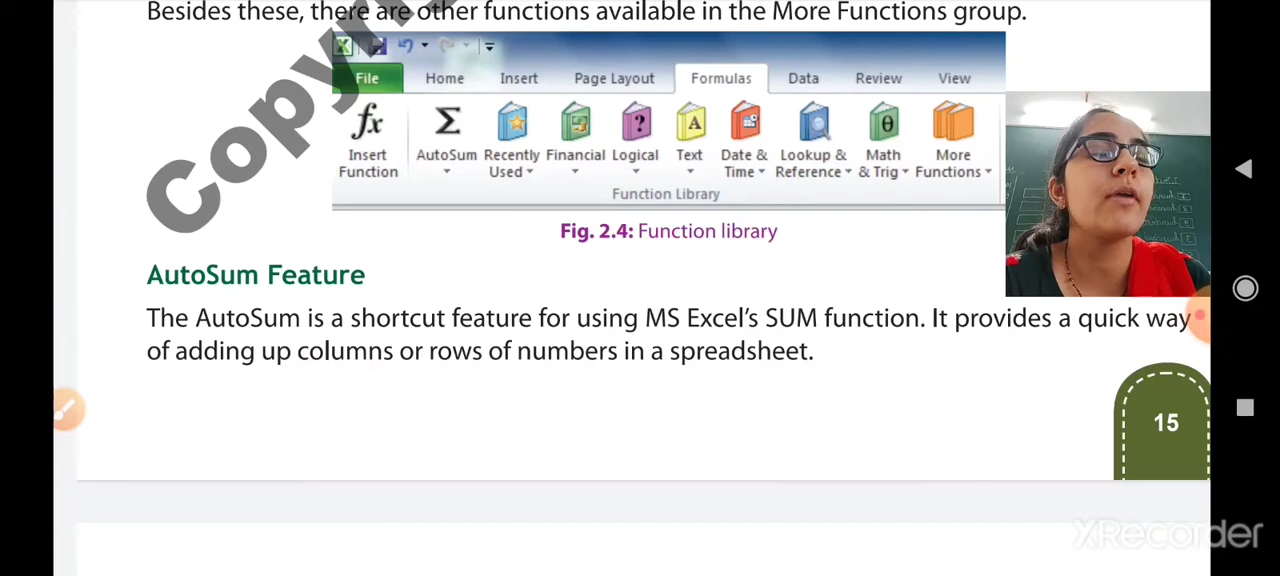 Besides these, there are other functions available in the More Functions group.
File Home Insert Page Layout Formulas Data Review View
fx Σ ? A θ
Insert Function AutoSum Recently Used Financial Logical Text Date & Time Lookup & Reference Math & Trig More Functions
Function Library
Fig. 2.4: Function library
AutoSum Feature
The AutoSum is a shortcut feature for using MS Excel's SUM function. It provides a quick way
of adding up columns or rows of numbers in a spreadsheet.
15
XRecorder